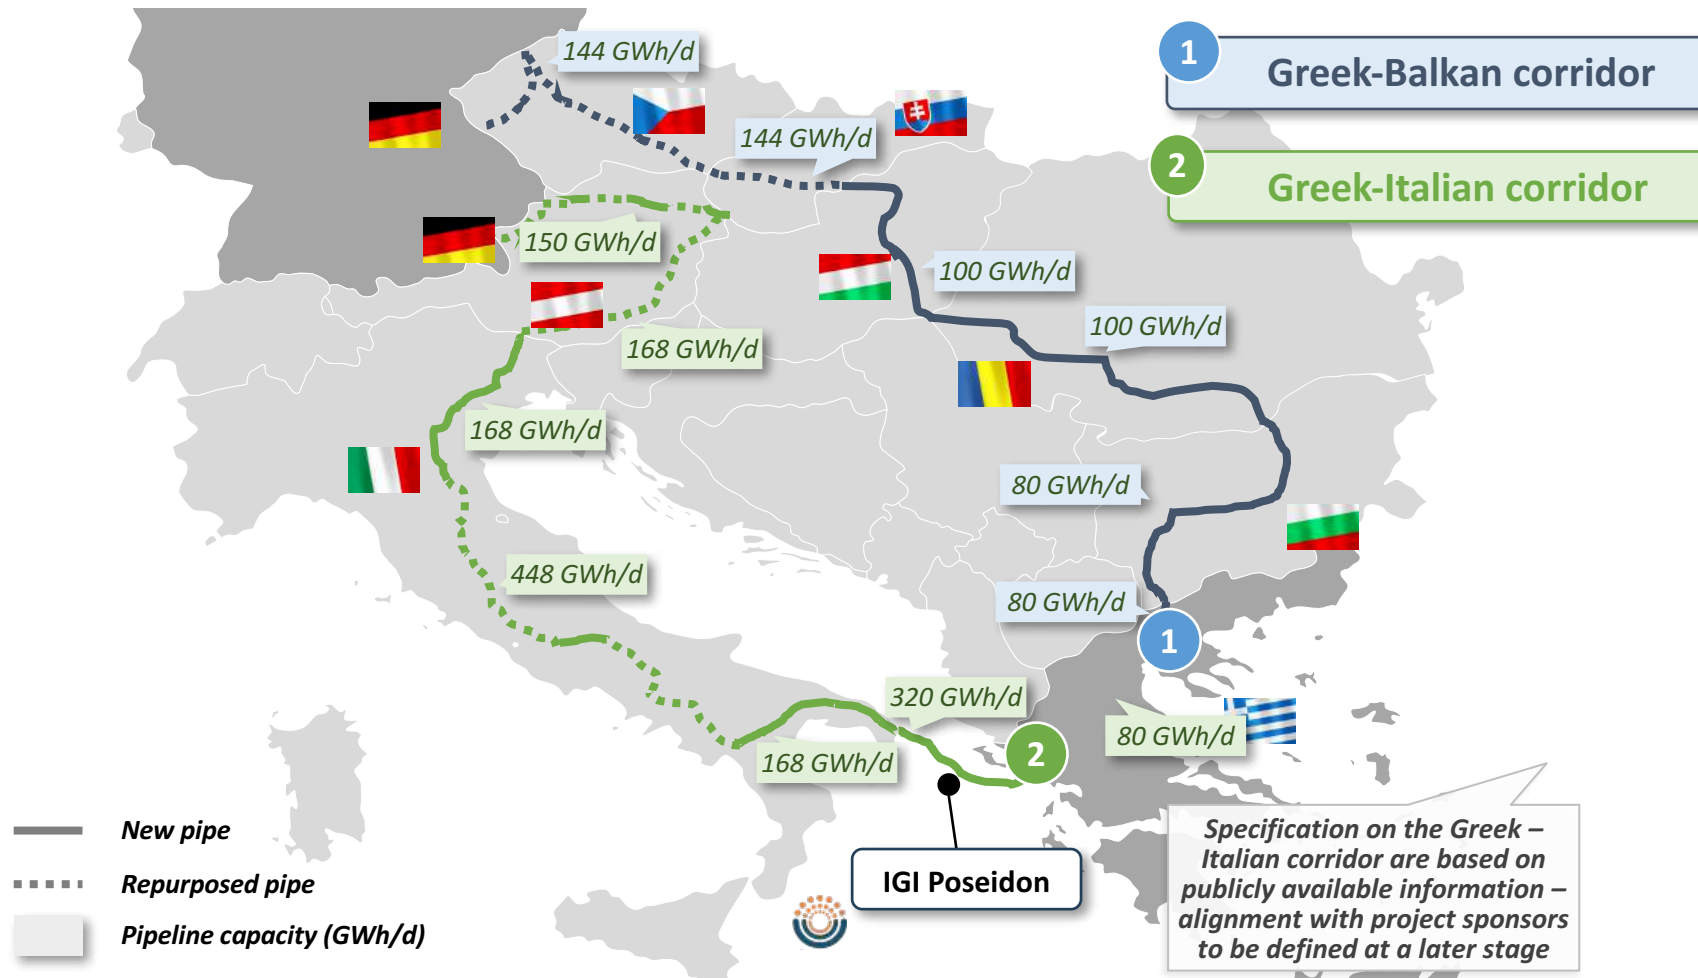 144 GWh/d
1
Greek-Balkan corridor
144 GWh/d
2
Greek-Italian corridor
150 GWh/d
100 GWh/d
100 GWh/d
168 GWh/d
168 GWh/d
80 GWh/d
448 GWh/d
80 GWh/d
1
320 GWh/d
80 GWh/d
2
168 GWh/d
New pipe
Repurposed pipe
Pipeline capacity (GWh/d)
IGI Poseidon
Specification on the Greek –
Italian corridor are based on
publicly available information –
alignment with project sponsors
to be defined at a later stage